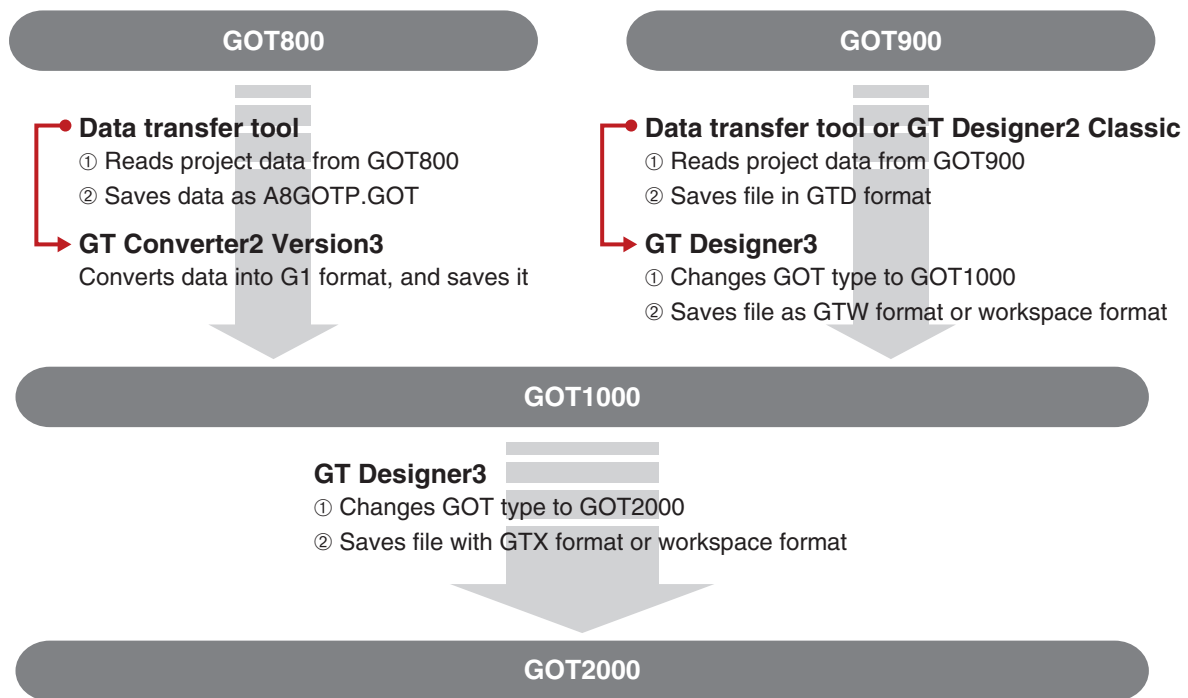 GOT800
GOT900
Data transfer tool
① Reads project data from GOT800
② Saves data as A8GOTP.GOT
GT Converter2 Version3
Converts data into G1 format, and saves it
Data transfer tool or GT Designer2 Classic
① Reads project data from GOT900
② Saves file in GTD format
GT Designer3
① Changes GOT type to GOT1000
② Saves file as GTW format or workspace format
GOT1000
GT Designer3
① Changes GOT type to GOT2000
② Saves file with GTX format or workspace format
GOT2000